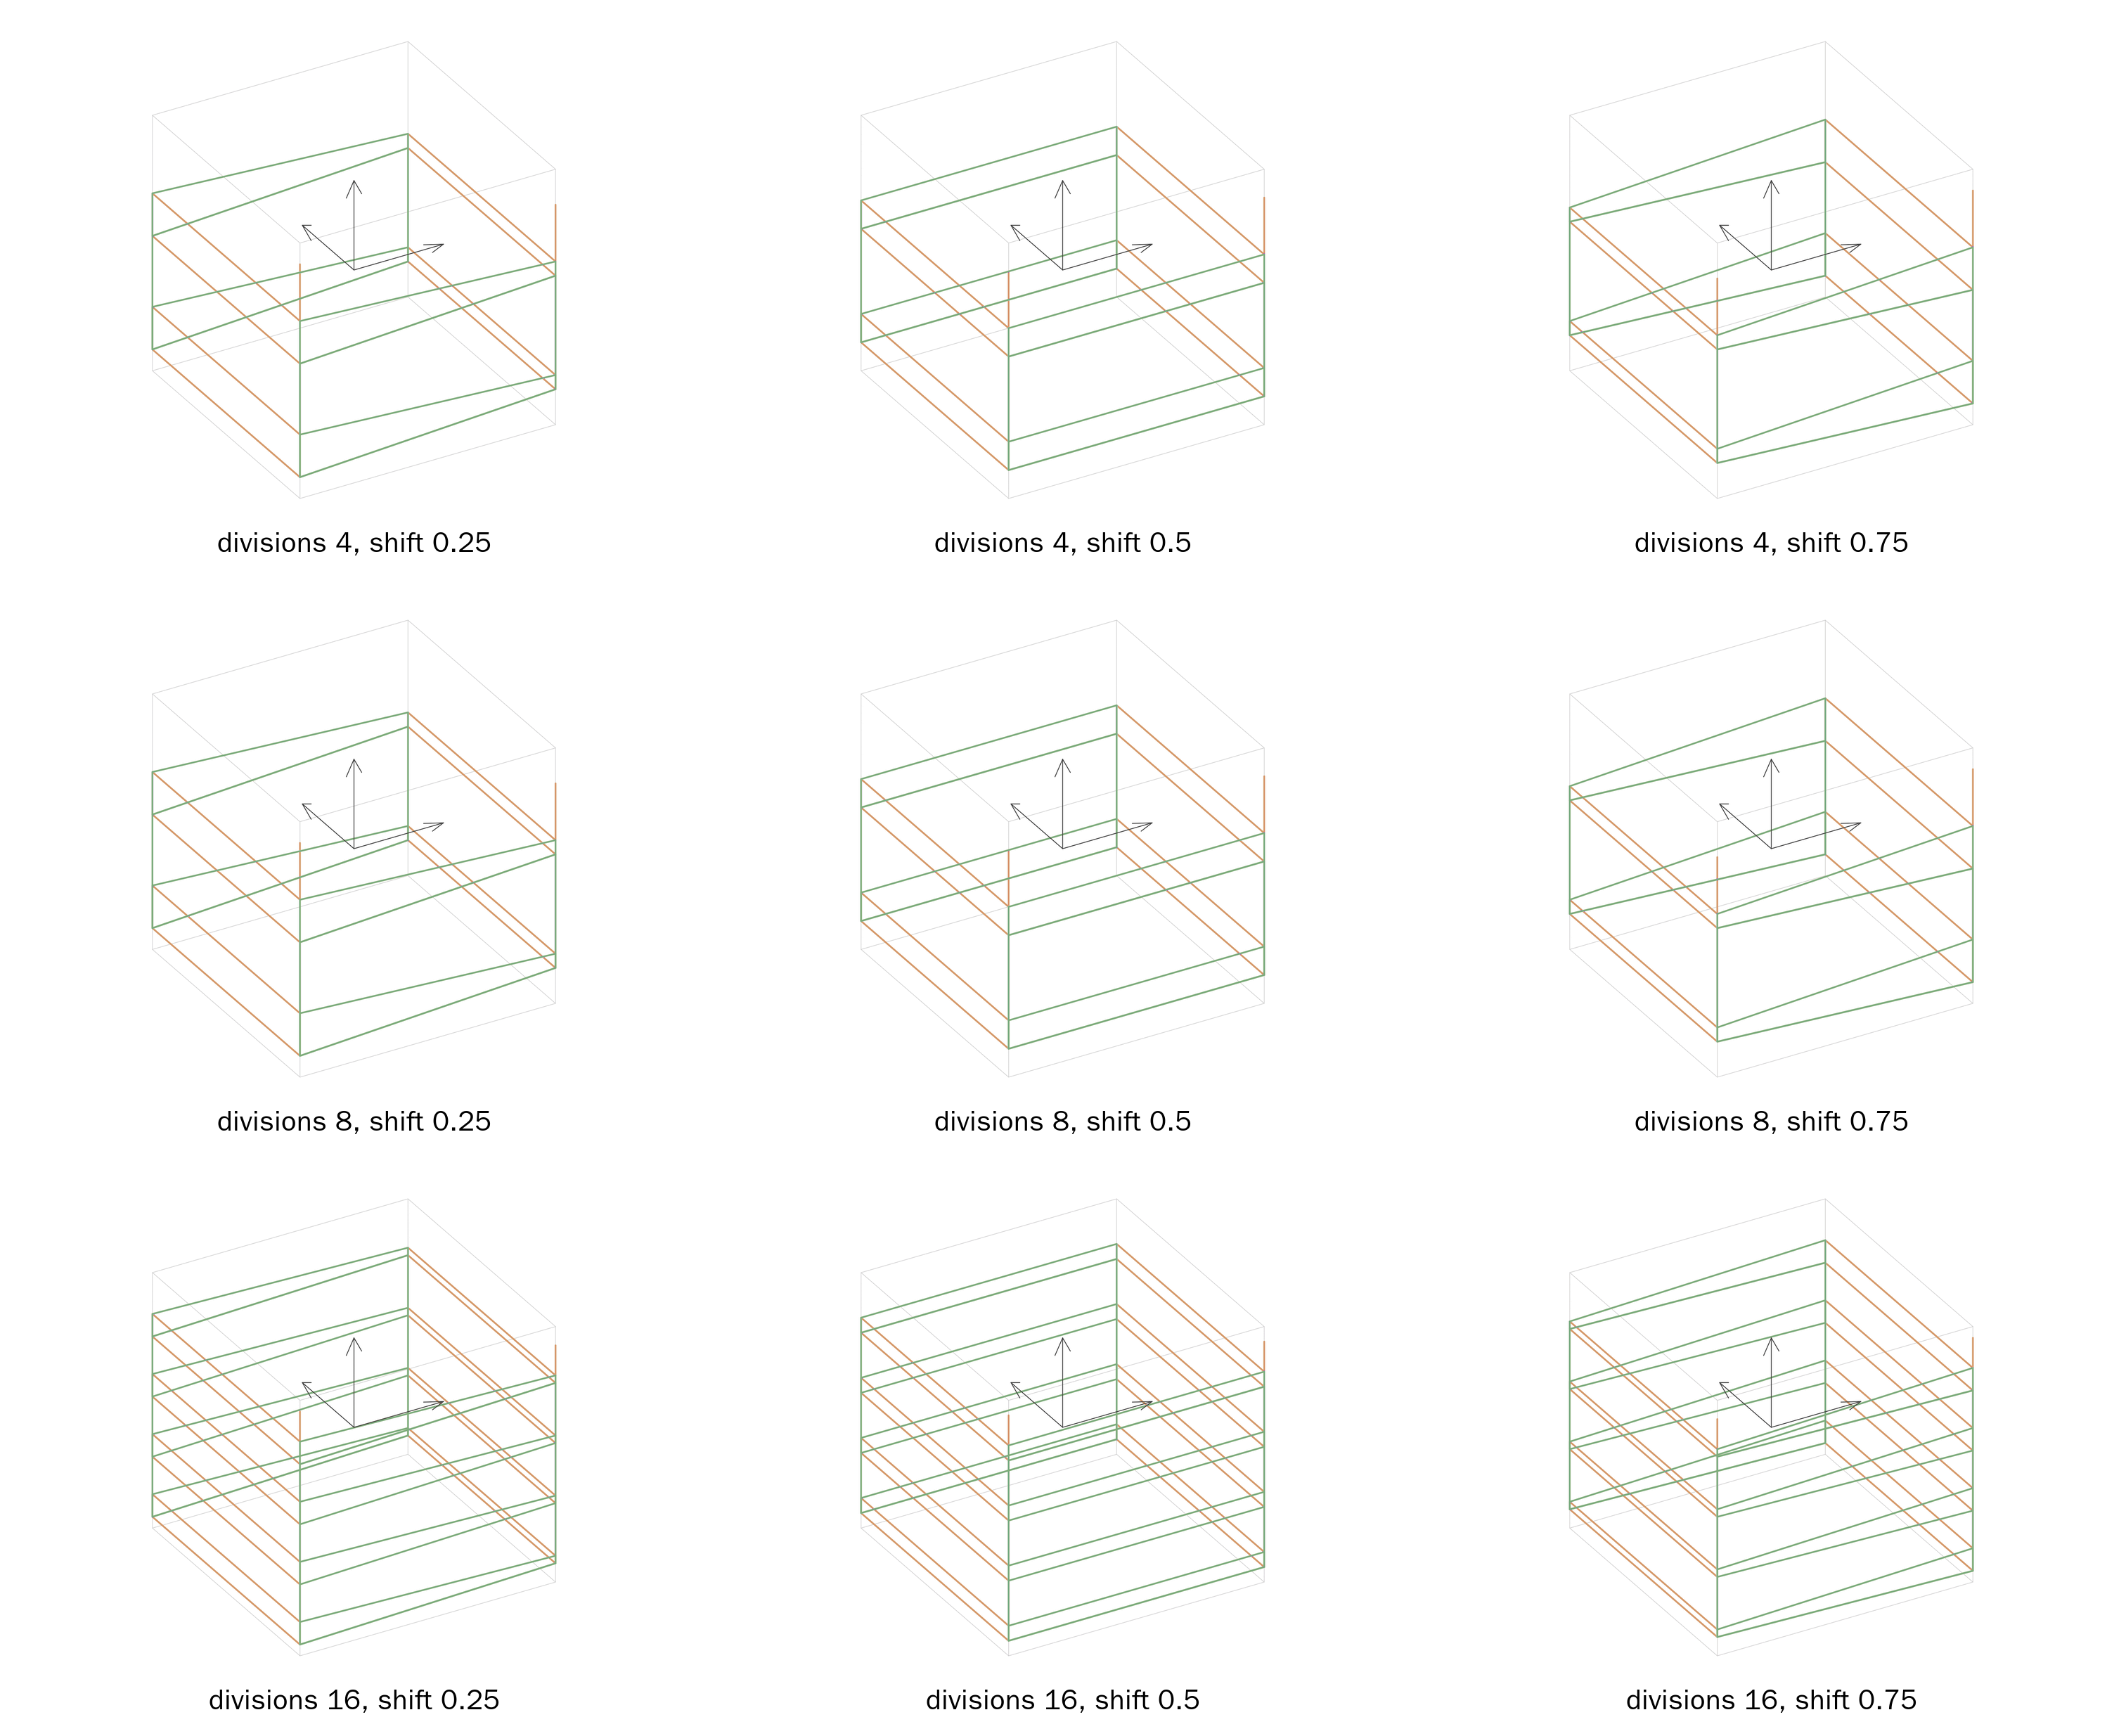 divisions 4, shift 0.25
divisions 4, shift 0.5
divisions 4, shift 0.75
divisions 8, shift 0.25
divisions 8, shift 0.5
divisions 8, shift 0.75
divisions 16, shift 0.25
divisions 16, shift 0.5
divisions 16, shift 0.75